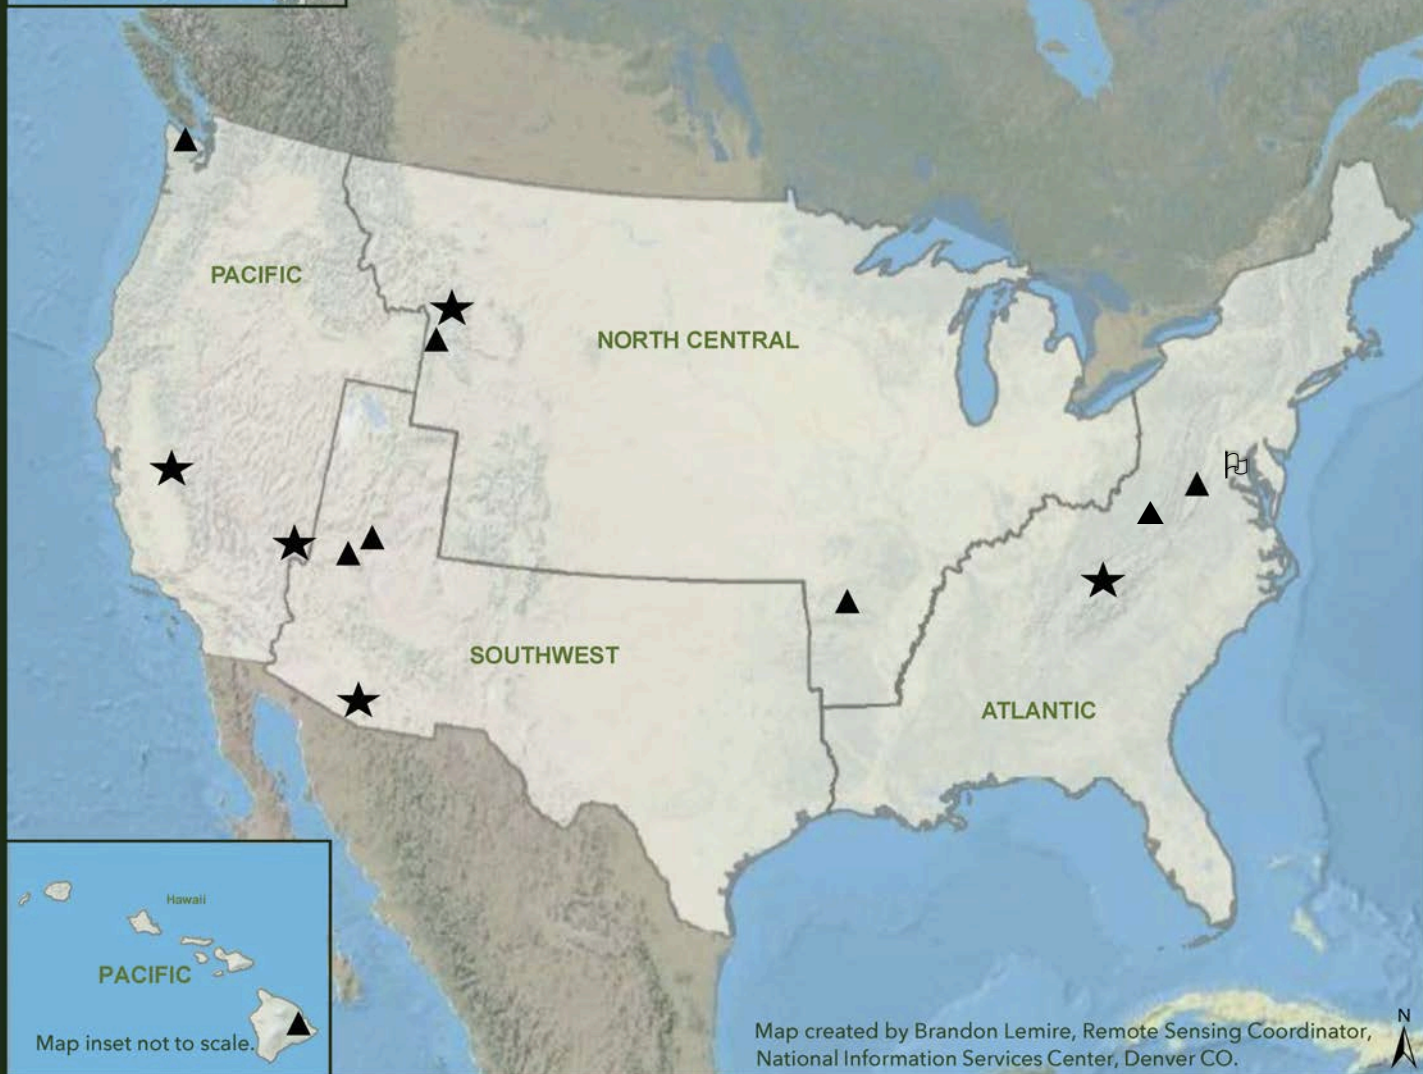 PACIFIC
NORTH CENTRAL
SOUTHWEST
ATLANTIC
Hawaii
PACIFIC
Map inset not to scale.
Map created by Brandon Lemire, Remote Sensing Coordinator,
National Information Services Center, Denver CO.
N